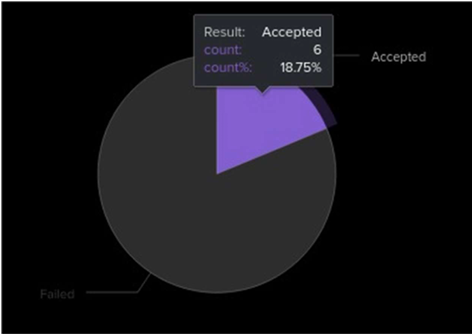 Result: Accepted
count: 6
count%: 18.75%
Accepted
Failed